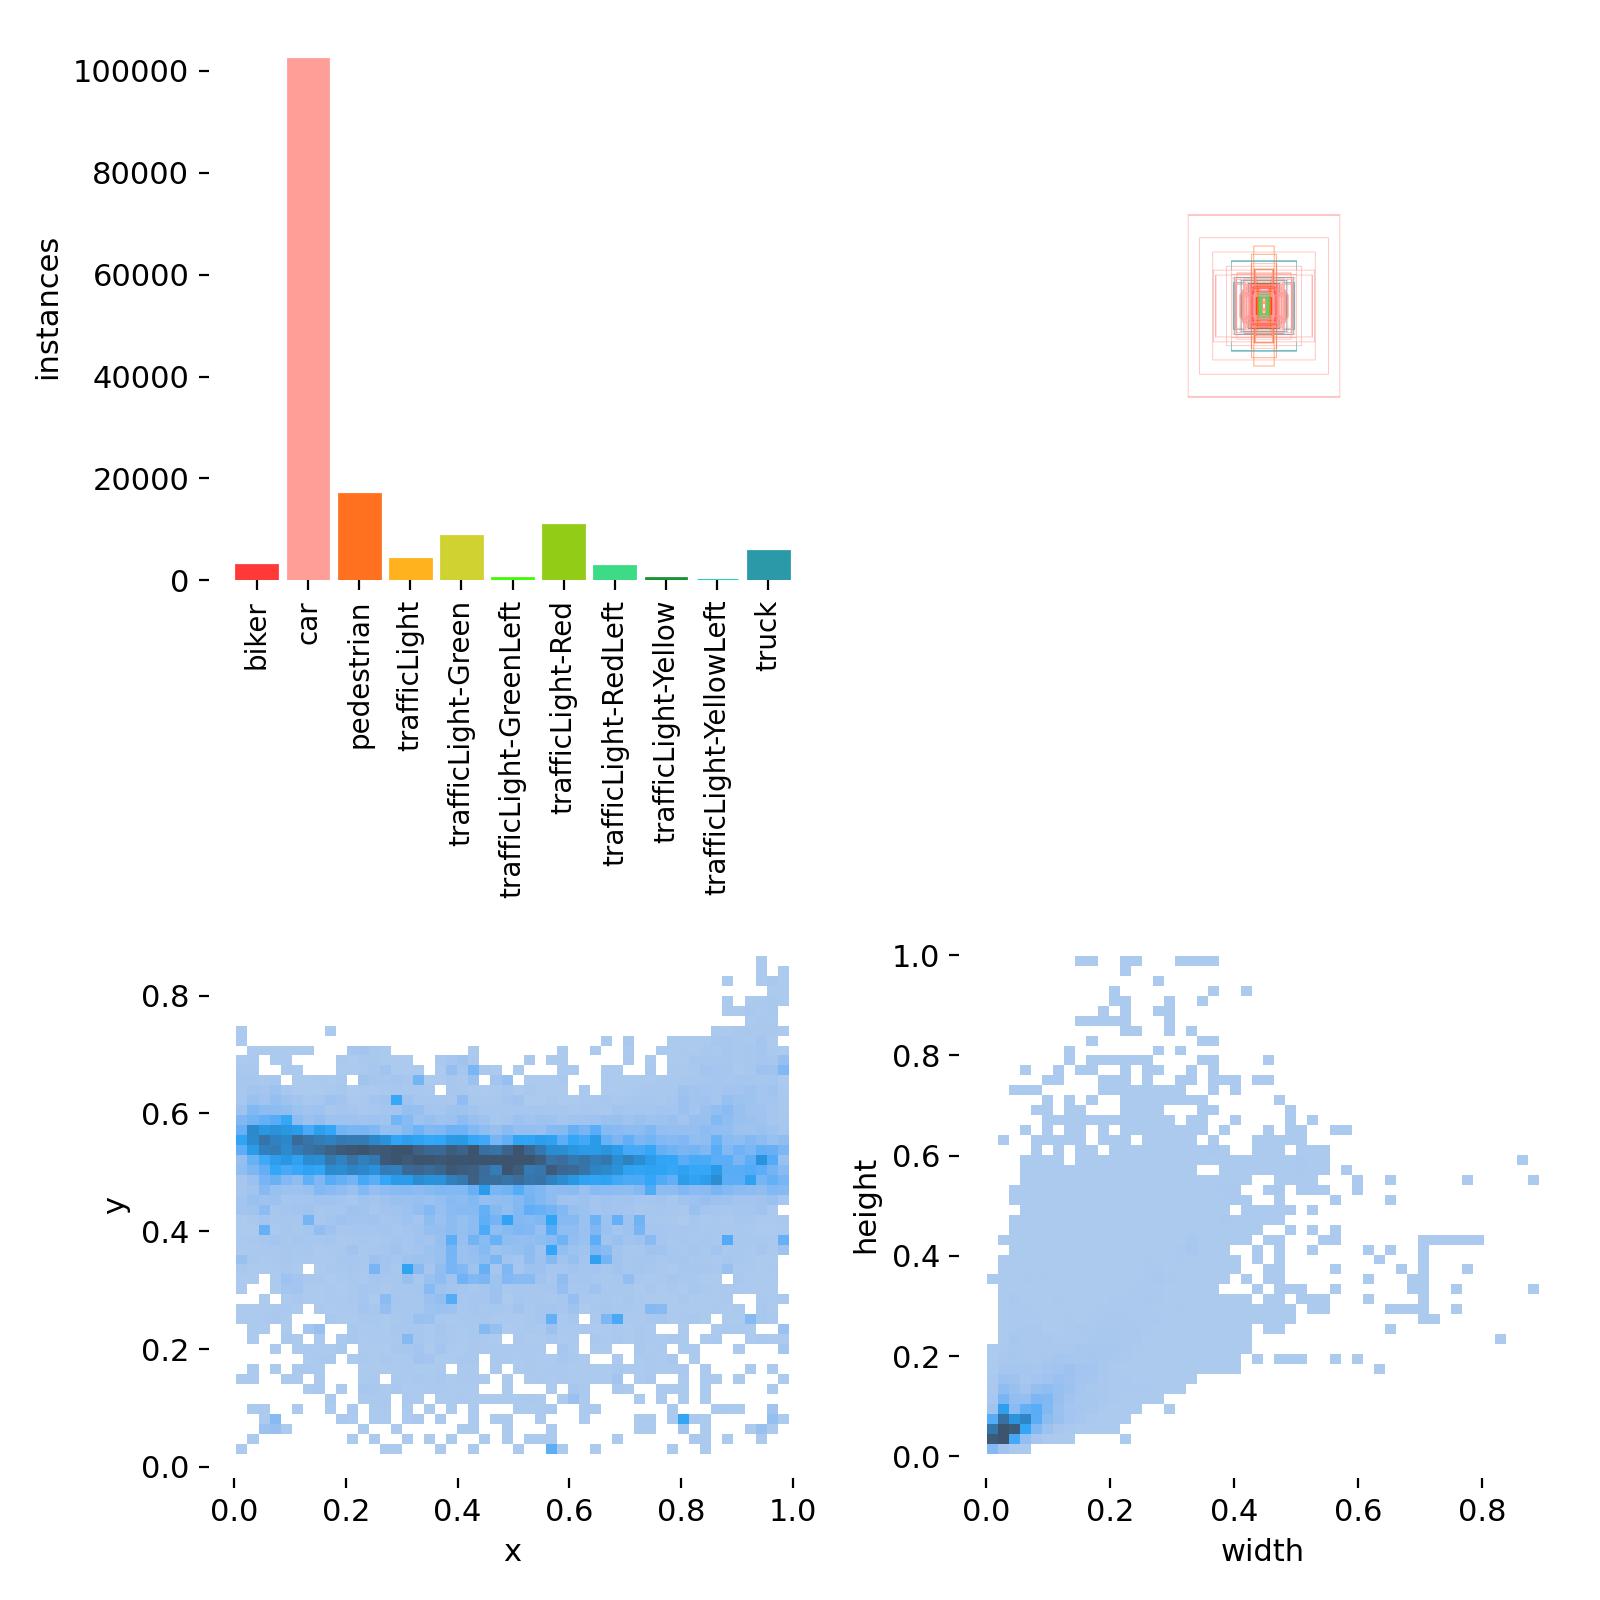 100000
80000
60000
40000
20000
0
instances
biker
car
pedestrian
trafficLight
trafficLight-Green
trafficLight-GreenLeft
trafficLight-Red
trafficLight-RedLeft
trafficLight-Yellow
trafficLight-YellowLeft
truck
0.8
0.6
0.4
0.2
0.0
y
0.0 0.2 0.4 0.6 0.8 1.0
x
1.0
0.8
0.6
0.4
0.2
0.0
height
0.0 0.2 0.4 0.6 0.8
width